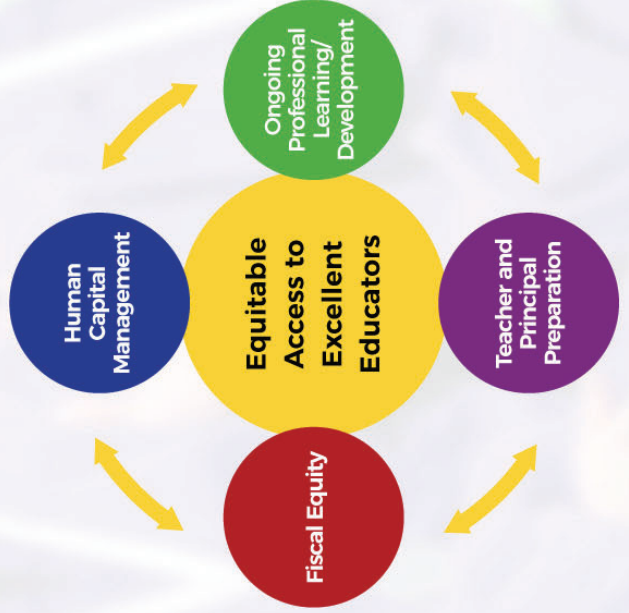 Human
Capital
Management
Fiscal Equity
Equitable
Access to
Excellent
Educators
Ongoing
Professional
Learning/
Development
Teacher and
Principal
Preparation